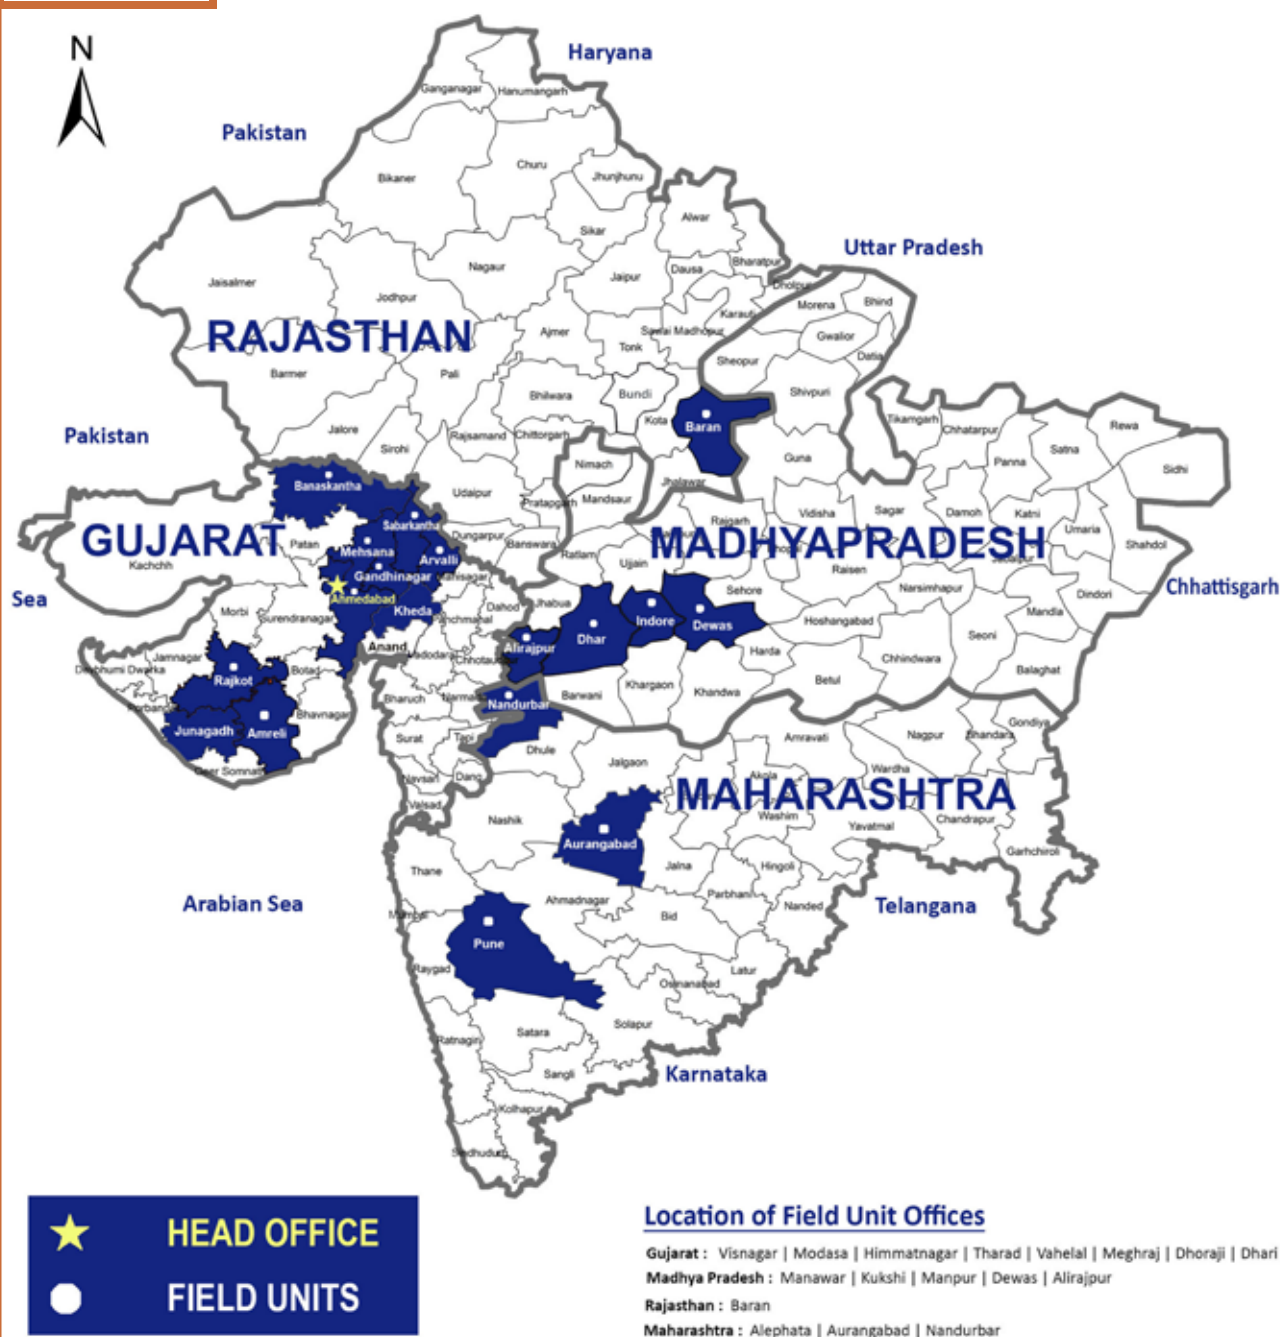 N
Haryana
Ganganagar
Hanumangarh
Pakistan
Churu
Bikaner
Jhunjhunu
Alwar
Sikar
Uttar Pradesh
Nagaur
Jaipur
Dausa
Bharatpur
Jaisalmer
Dholpur
Jodhpur
Morena
Bhind
Karauli
RAJASTHAN
Ajmer
Sawai Madhopur
Gwalior
Tonk
Datia
Sheopur
Barmer
Pali
Bhilwara
Bundi
Shivpuri
Kota
Baran
Tikamgarh
Chhatarpur
Rewa
Pakistan
Jalore
Rajsamand
Chittorgarh
Sirohi
Satna
Guna
Panna
Sidhi
Nimach
Jhalawar
Banaskantha
Udaipur
Pratapgarh
Mandsaur
Vidisha
Sagar
Damoh
Katni
Rajgarh
Sabarkantha
Umaria
GUJARAT
Patan
Dungarpur
Banswara
MADHYAPRADESH
Shahdol
Mehsana
Arvalli
Ratlam
Ujjain
Kachchh
Raisen
Gandhinagar
Sehore
Narsimhapur
Dindori
Chhattisgarh
Sea
Ahmedabad
Kheda
Dahod
Jhabua
Morbi
Surendranagar
Panchmahal
Indore
Dewas
Hoshangabad
Mandla
Dhar
Seoni
Anand
Alirajpur
Harda
Jamnagar
Devbhumi Dwarka
Botad
Chhindwara
Balaghat
Rajkot
Betul
Khargaon
Khandwa
Barwani
Bharuch
Narmada
Nandurbar
Porbandar
Bhavnagar
Gondiya
Junagadh
Amreli
Surat
Tapi
Amravati
Nagpur
Bhandara
Dhule
Jalgaon
Geer Somnath
Navsari
Dang
Akola
Wardha
MAHARASHTRA
Valsad
Nashik
Washim
Yavatmal
Chandrapur
Aurangabad
Garhchiroli
Thane
Jalna
Hingoli
Parbhani
Arabian Sea
Ahmadnagar
Nanded
Telangana
Mumbai
Bid
Pune
Raygad
Latur
Osmanabad
Solapur
Satara
Ratnagiri
Karnataka
Sangli
Kolhapur
Sindhudurg
HEAD OFFICE
FIELD UNITS
Location of Field Unit Offices
Gujarat : Visnagar | Modasa | Himmatnagar | Tharad | Vahelal | Meghraj | Dhoraji | Dhari
Madhya Pradesh : Manawar | Kukshi | Manpur | Dewas | Alirajpur
Rajasthan : Baran
Maharashtra : Alephata | Aurangabad | Nandurbar